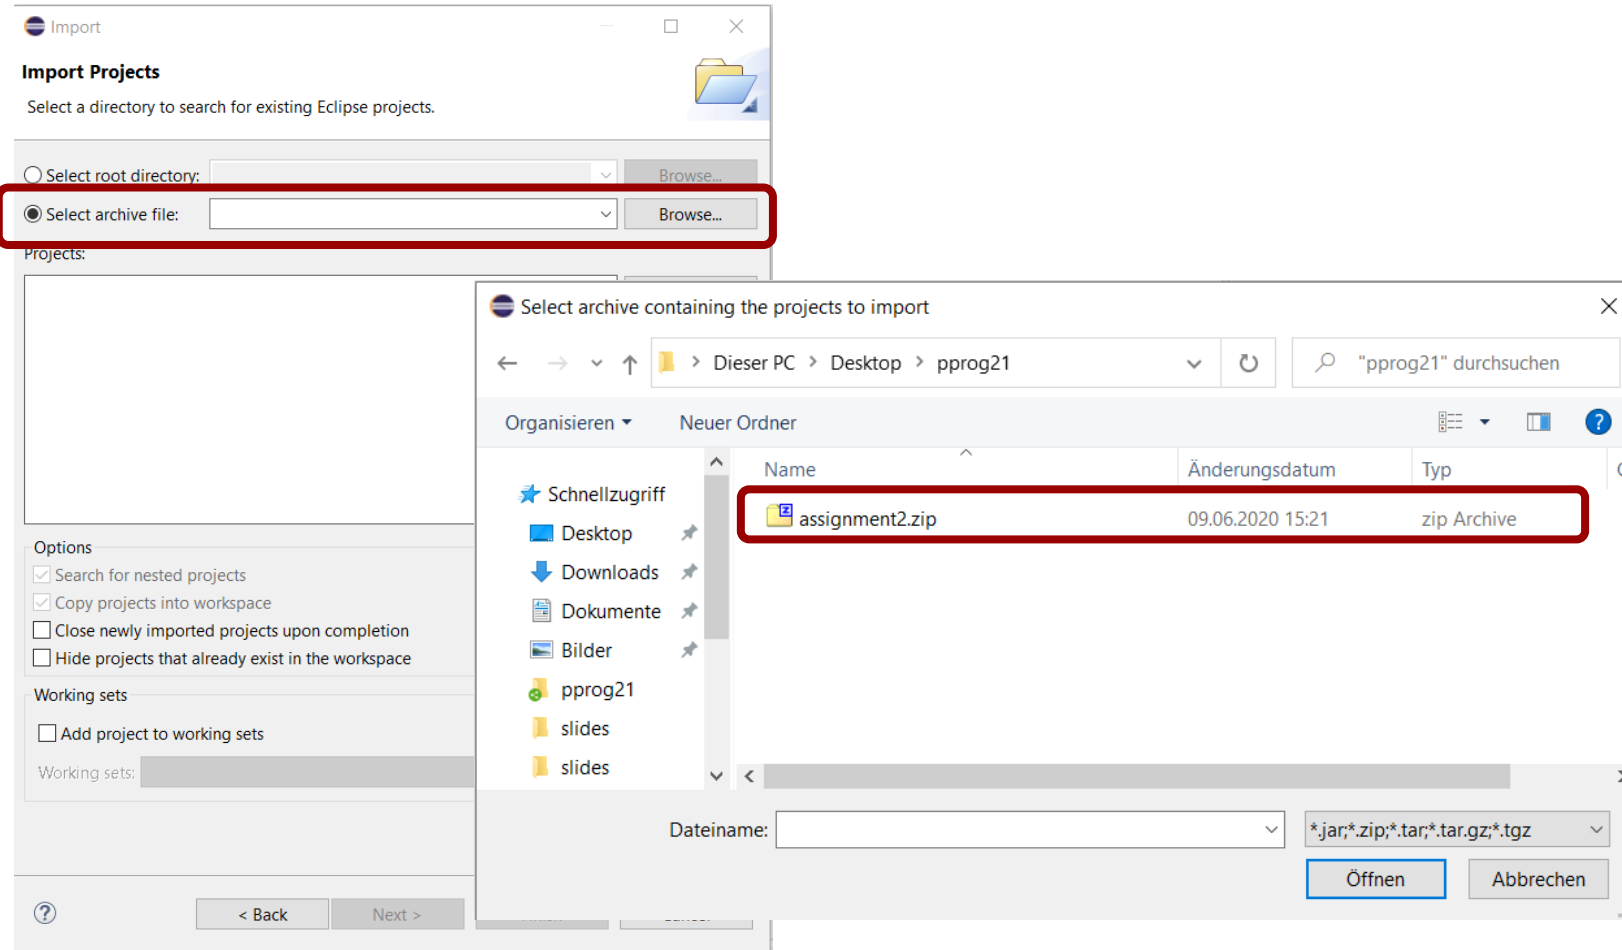 Import
Import Projects
Select a directory to search for existing Eclipse projects.
Select root directory:
Browse...
Select archive file:
Browse...
Projects:
Options
Search for nested projects
Copy projects into workspace
Close newly imported projects upon completion
Hide projects that already exist in the workspace
Working sets
Add project to working sets
Working sets:
< Back
Next >
Select archive containing the projects to import
Dieser PC > Desktop > pprog21
"pprog21" durchsuchen
Organisieren
Neuer Ordner
Name
Änderungsdatum
Typ
Schnellzugriff
Desktop
Downloads
Dokumente
Bilder
pprog21
slides
slides
assignment2.zip
09.06.2020 15:21
zip Archive
Dateiname:
*.jar;*.zip;*.tar;*.tar.gz;*.tgz
Öffnen
Abbrechen